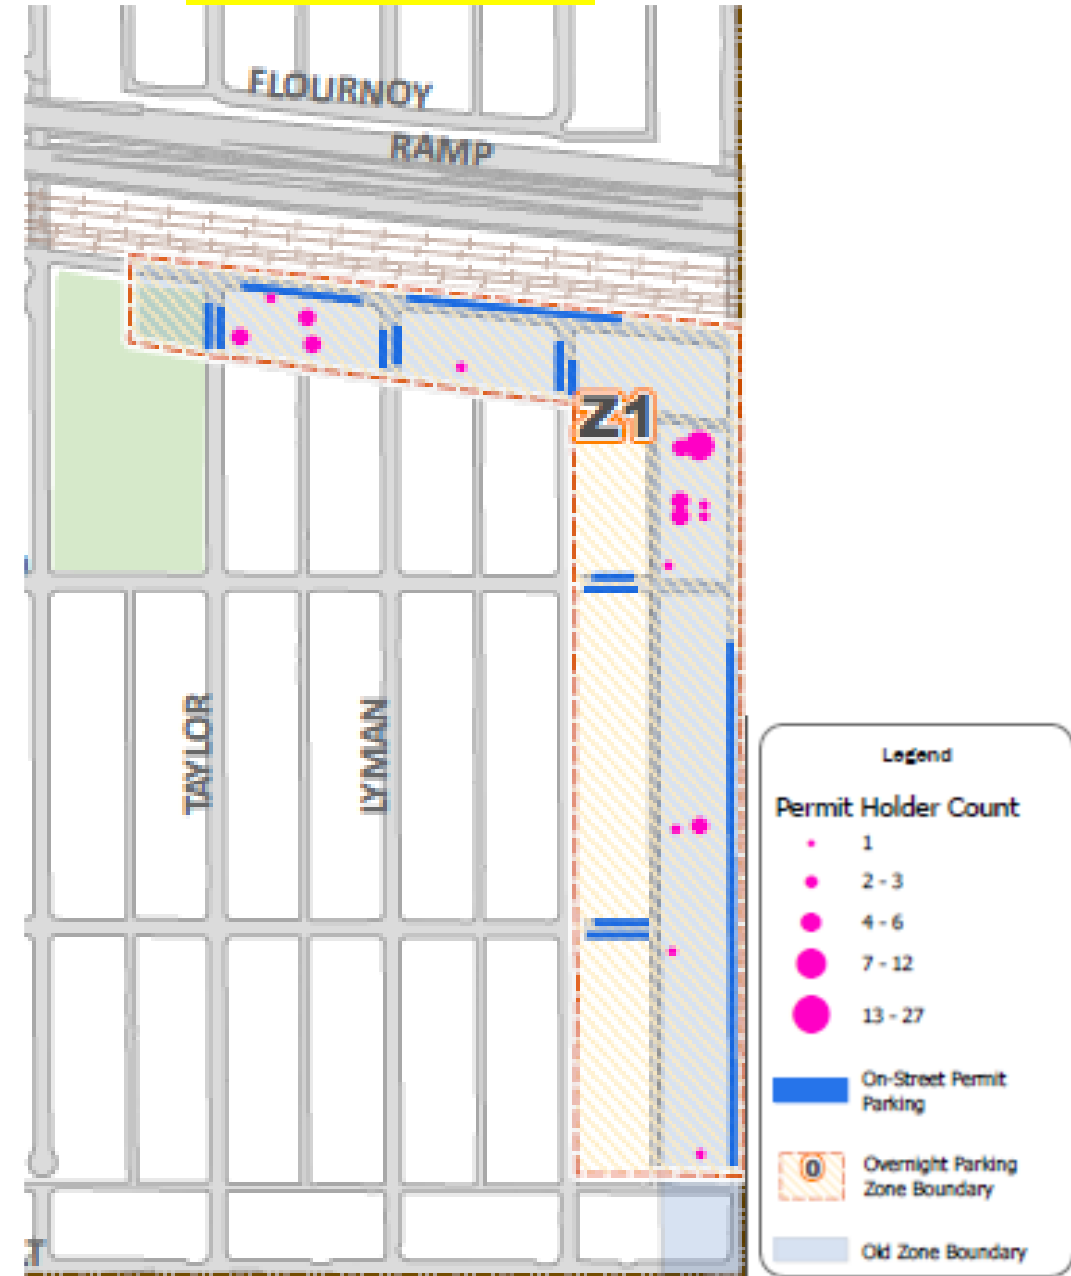 FLOURNOY
RAMP
Z1
TAYLOR
LYMAN
Legend
Permit Holder Count
1
2 - 3
4 - 6
7 - 12
13 - 27
On-Street Permit
Parking
0
Overnight Parking
Zone Boundary
Old Zone Boundary